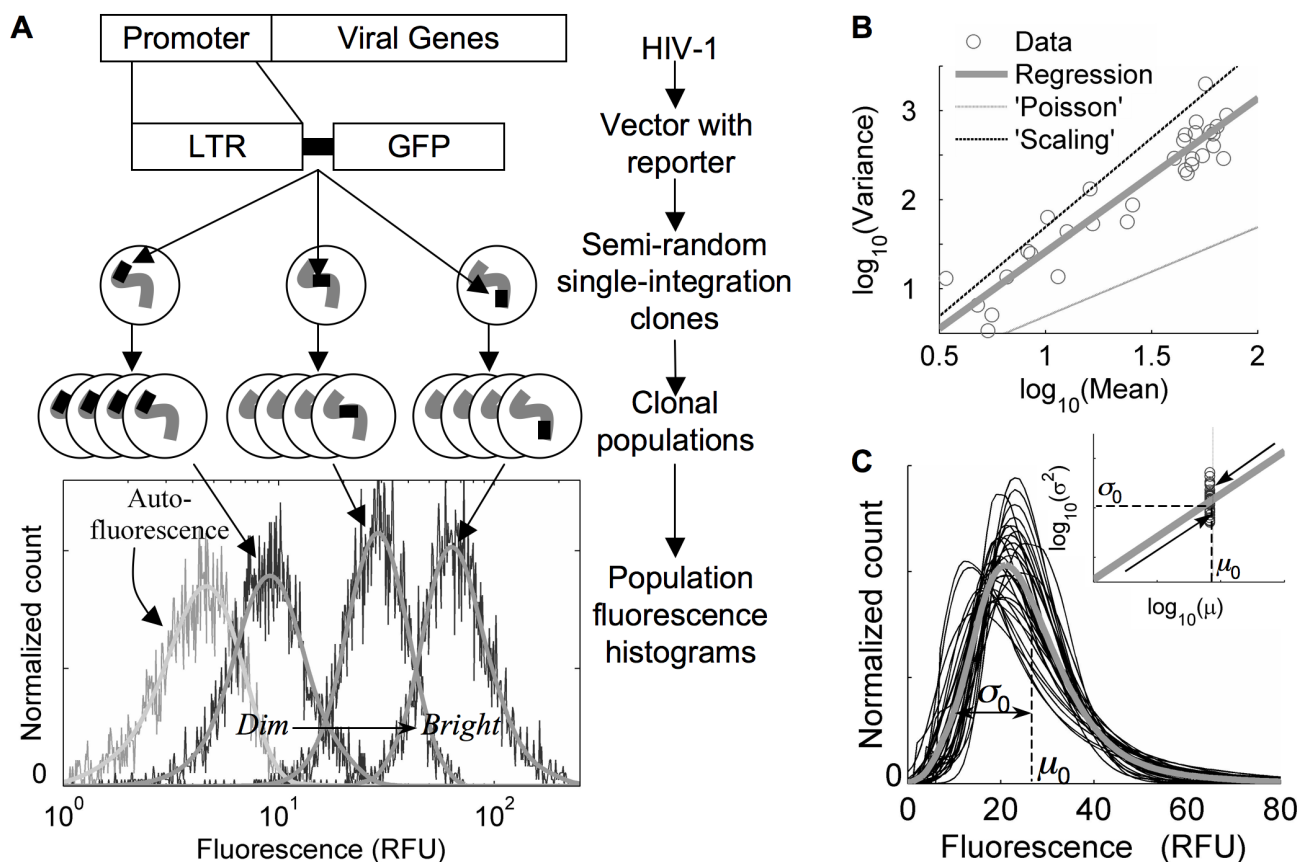 A
Promoter
Viral Genes
LTR
GFP
HIV-1
Vector with
reporter
Semi-random
single-integration
clones
Clonal
populations
Population
fluorescence
histograms
Auto-
fluorescence
Dim
Bright
Normalized count
0
10⁰
10¹
10²
Fluorescence (RFU)
B
Data
Regression
'Poisson'
'Scaling'
log₁₀(Variance)
3
2
1
0.5
1
1.5
2
log₁₀(Mean)
C
Normalized count
0
σ₀
μ₀
0
20
40
60
80
Fluorescence (RFU)
log₁₀(σ²)
σ₀
μ₀
log₁₀(μ)